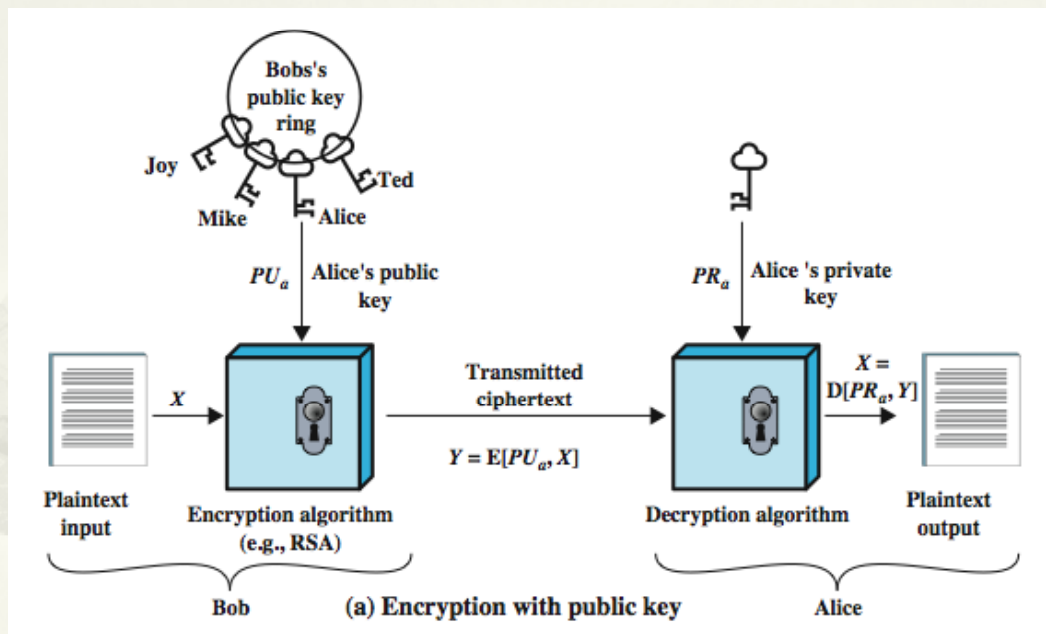 Bobs's
public key
ring
Joy
Ted
Mike
Alice
PUa
Alice's public
key
PRa
Alice 's private
key
X
Transmitted
ciphertext
Y = E[PUa, X]
X =
D[PRa, Y]
Plaintext
input
Encryption algorithm
(e.g., RSA)
Decryption algorithm
Plaintext
output
Bob
(a) Encryption with public key
Alice